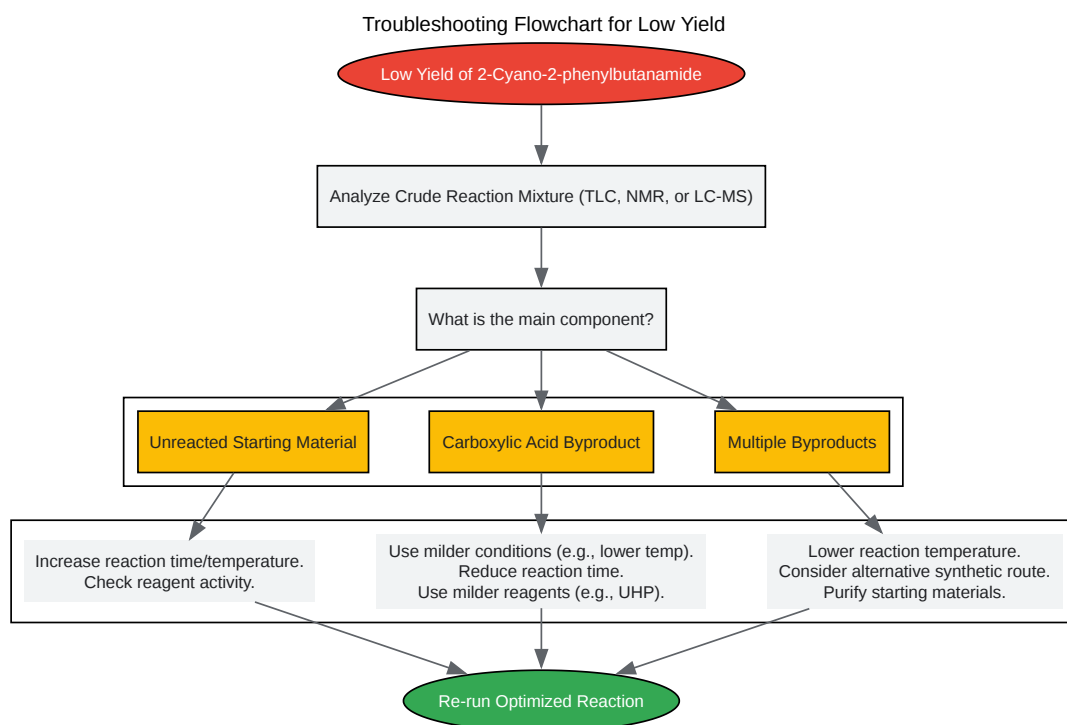 Troubleshooting Flowchart for Low Yield
Low Yield of 2-Cyano-2-phenylbutanamide
Analyze Crude Reaction Mixture (TLC, NMR, or LC-MS)
What is the main component?
Unreacted Starting Material
Carboxylic Acid Byproduct
Multiple Byproducts
Increase reaction time/temperature.
Check reagent activity.
Use milder conditions (e.g., lower temp).
Reduce reaction time.
Use milder reagents (e.g., UHP).
Lower reaction temperature.
Consider alternative synthetic route.
Purify starting materials.
Re-run Optimized Reaction